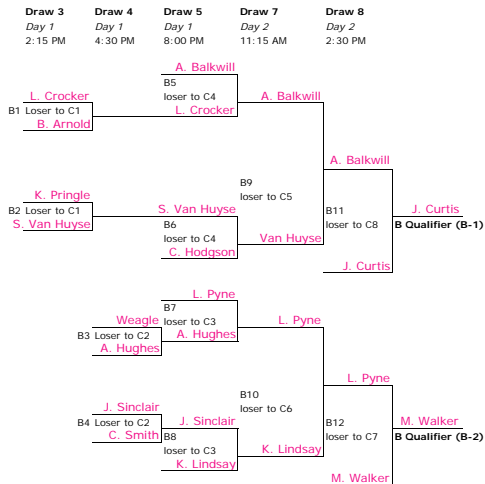 Draw 3 Draw 4 Draw 5 Draw 7 Draw 8
Day 1 Day 1 Day 1 Day 2 Day 2
2:15 PM 4:30 PM 8:00 PM 11:15 AM 2:30 PM
A. Balkwill
B5
L. Crocker loser to C4 A. Balkwill
B1 Loser to C1 L. Crocker
B. Arnold
A. Balkwill
B9
K. Pringle loser to C5
B2 Loser to C1 S. Van Huyse B11 J. Curtis
S. Van Huyse B6 loser to C8 B Qualifier (B-1)
loser to C4 Van Huyse
C. Hodgson
J. Curtis
L. Pyne
B7
Weagle loser to C3 L. Pyne
B3 Loser to C2 A. Hughes
A. Hughes
L. Pyne
B10
J. Sinclair loser to C6
B4 Loser to C2 J. Sinclair B12 M. Walker
C. Smith B8 loser to C7 B Qualifier (B-2)
loser to C3 K. Lindsay
K. Lindsay
M. Walker